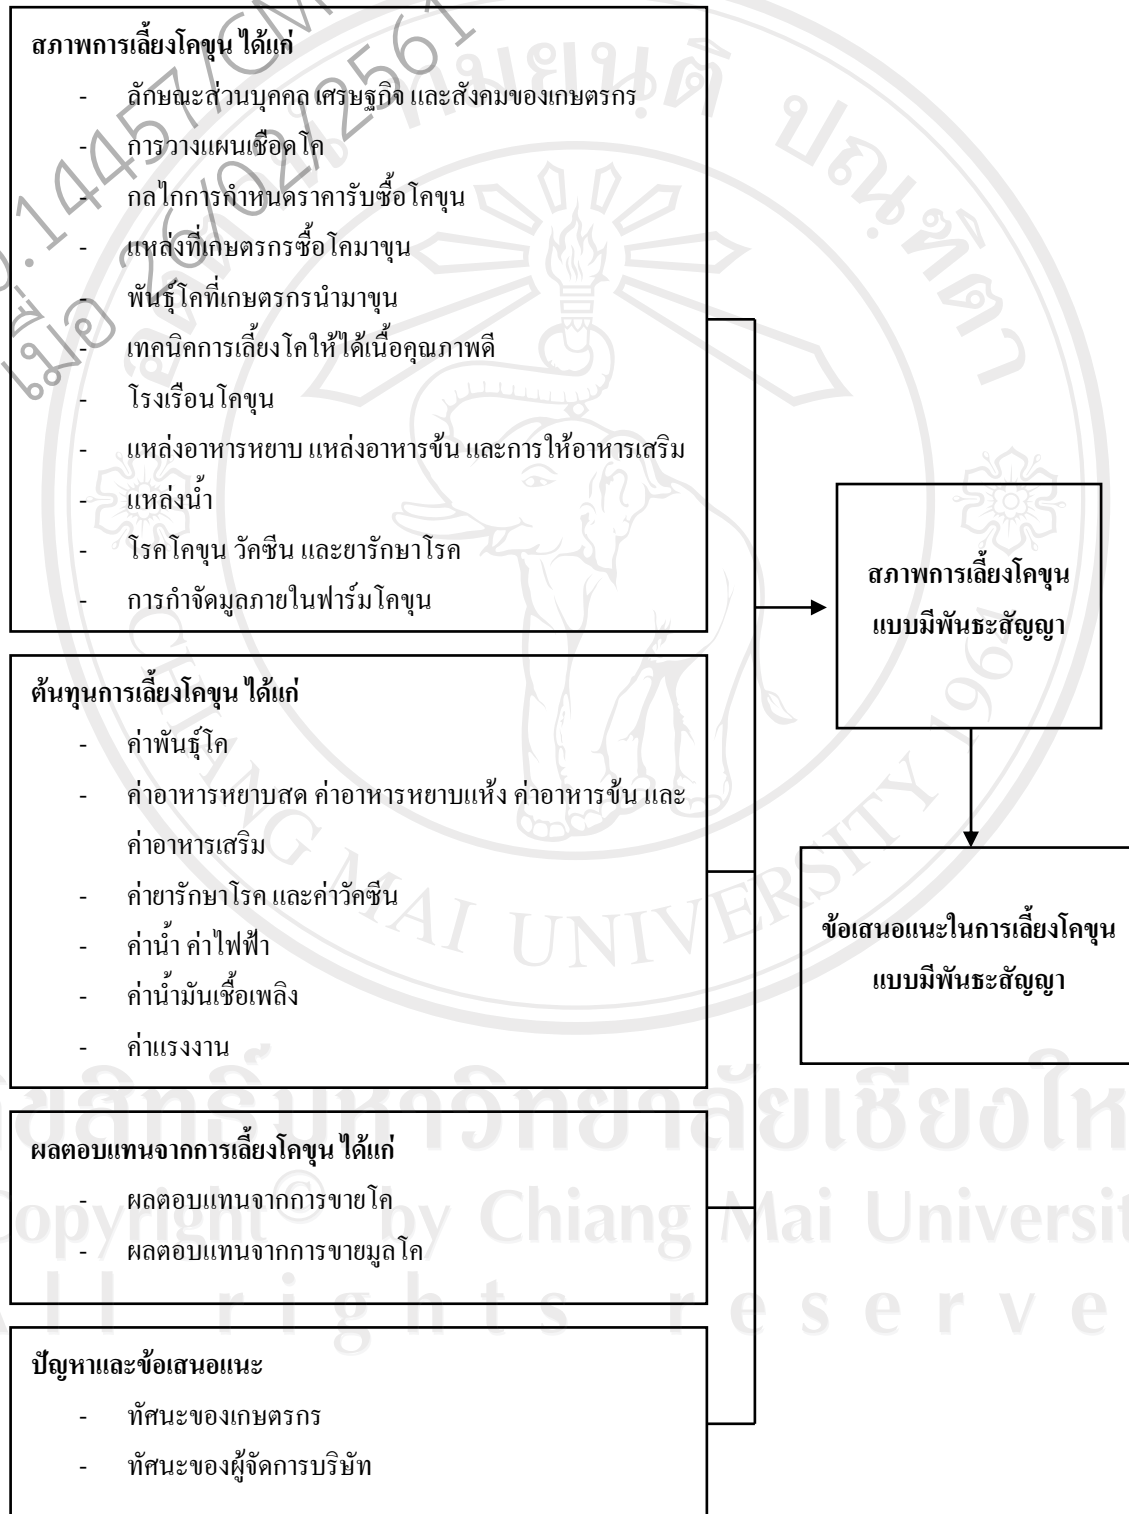 สภาพการเลี้ยงโคขุน ได้แก่
- ลักษณะส่วนบุคคล เศรษฐกิจ และสังคมของเกษตรกร
- การวางแผนเชือดโค
- กลไกการกำหนดราคารับซื้อโคขุน
- แหล่งที่เกษตรกรซื้อโคมาขุน
- พันธุ์โคที่เกษตรกรนำมาขุน
- เทคนิคการเลี้ยงโคให้ได้เนื้อคุณภาพดี
- โรงเรือนโคขุน
- แหล่งอาหารหยาบ แหล่งอาหารข้น และการให้อาหารเสริม
- แหล่งน้ำ
- โรคโคขุน วัคซีน และยารักษาโรค
- การกำจัดมูลภายในฟาร์มโคขุน
ต้นทุนการเลี้ยงโคขุน ได้แก่
- ค่าพันธุ์โค
- ค่าอาหารหยาบสด ค่าอาหารหยาบแห้ง ค่าอาหารข้น และ
ค่าอาหารเสริม
- ค่ายารักษาโรค และค่าวัคซีน
- ค่าน้ำ ค่าไฟฟ้า
- ค่าน้ำมันเชื้อเพลิง
- ค่าแรงงาน
ผลตอบแทนจากการเลี้ยงโคขุน ได้แก่
- ผลตอบแทนจากการขายโค
- ผลตอบแทนจากการขายมูลโค
ปัญหาและข้อเสนอแนะ
- ทัศนะของเกษตรกร
- ทัศนะของผู้จัดการบริษัท
สภาพการเลี้ยงโคขุน
แบบมีพันธะสัญญา
ข้อเสนอแนะในการเลี้ยงโคขุน
แบบมีพันธะสัญญา
CHIANG MAI UNIVERSITY 1964
by Chiang Mai
All rights
เมื่อ 26/02/2561